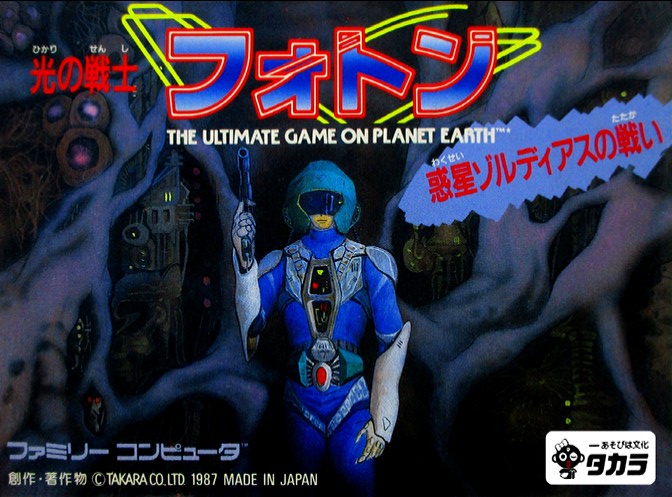 ひかり せんし
光の戦士
フォトン
THE ULTIMATE GAME ON PLANET EARTH™*
わくせい たたか
惑星ゾルディアスの戦い
ファミリー コンピュータ™
創作・著作物 ©TAKARA CO.,LTD. 1987 MADE IN JAPAN
ーあそびは文化
タカラ